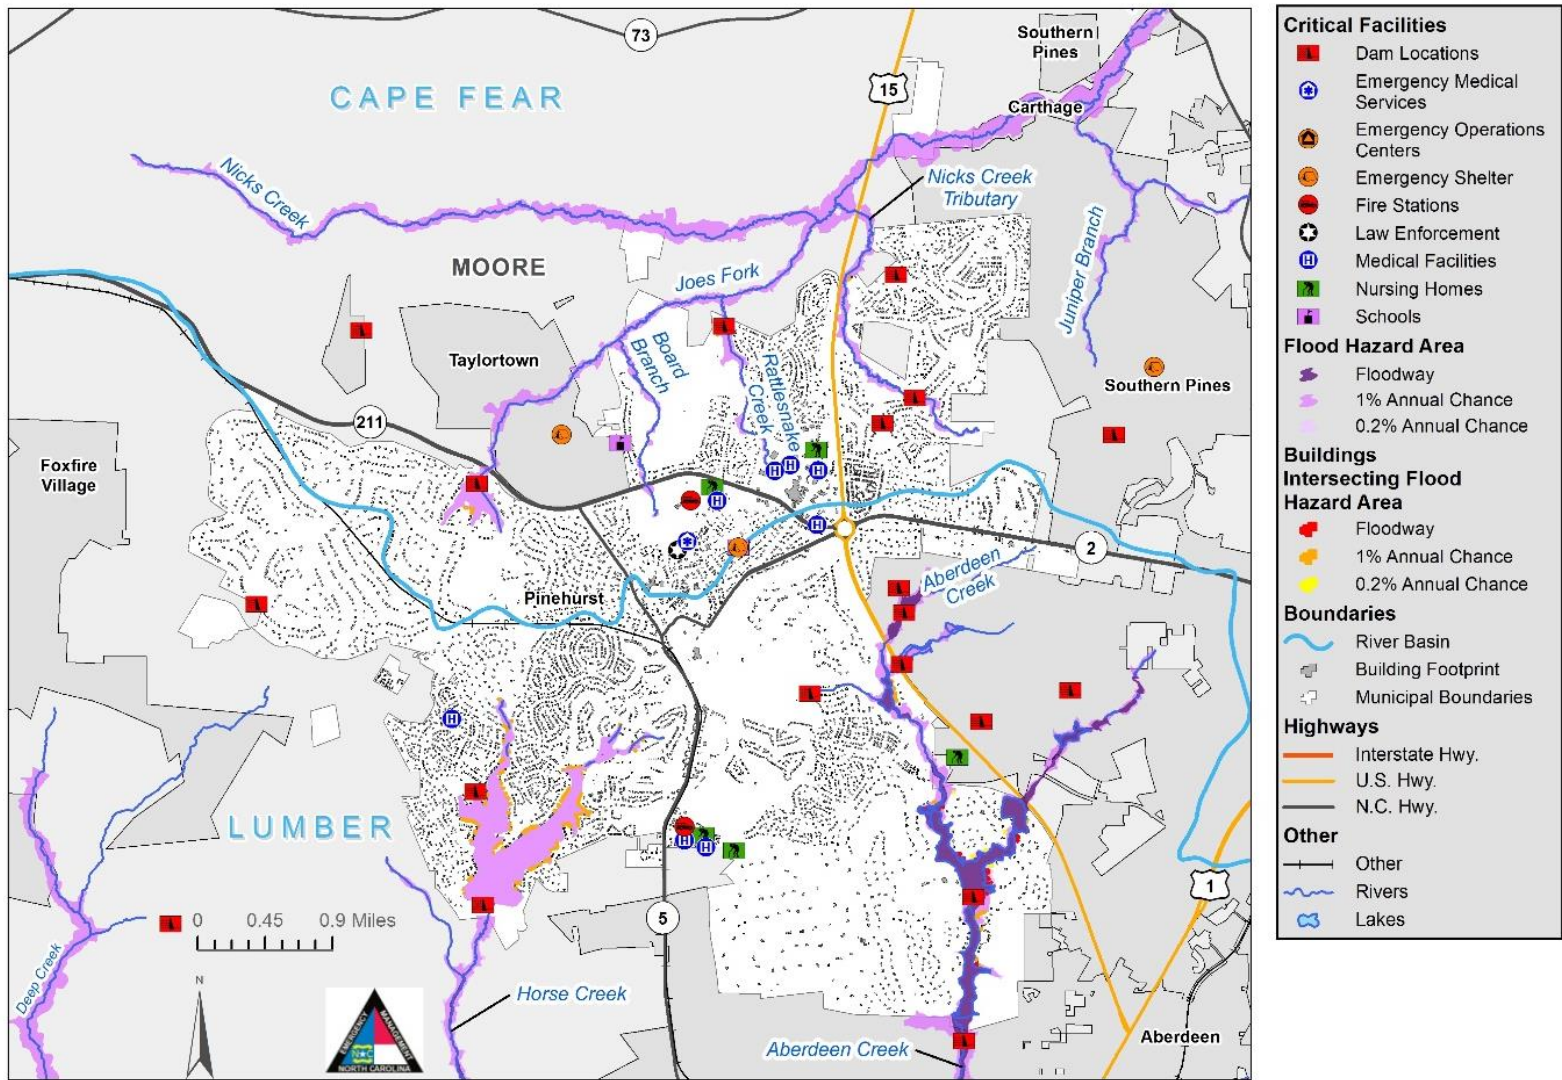 73
Southern
Pines
15
CAPE FEAR
Carthage
Nicks Creek
Nicks Creek
Tributary
MOORE
Joes Fork
Juniper Branch
Taylortown
Board
Branch
Rattlesnake
Creek
Southern Pines
211
Foxfire
Village
2
Aberdeen
Creek
Pinehurst
LUMBER
1
0 0.45 0.9 Miles
5
Deep Creek
N
Horse Creek
EMERGENCY
MANAGEMENT
N C
NORTH CAROLINA
Aberdeen Creek
Aberdeen
Critical Facilities
Dam Locations
Emergency Medical
Services
Emergency Operations
Centers
Emergency Shelter
Fire Stations
Law Enforcement
H Medical Facilities
Nursing Homes
Schools
Flood Hazard Area
Floodway
1% Annual Chance
0.2% Annual Chance
Buildings
Intersecting Flood
Hazard Area
Floodway
1% Annual Chance
0.2% Annual Chance
Boundaries
River Basin
Building Footprint
Municipal Boundaries
Highways
Interstate Hwy.
U.S. Hwy.
N.C. Hwy.
Other
Other
Rivers
Lakes